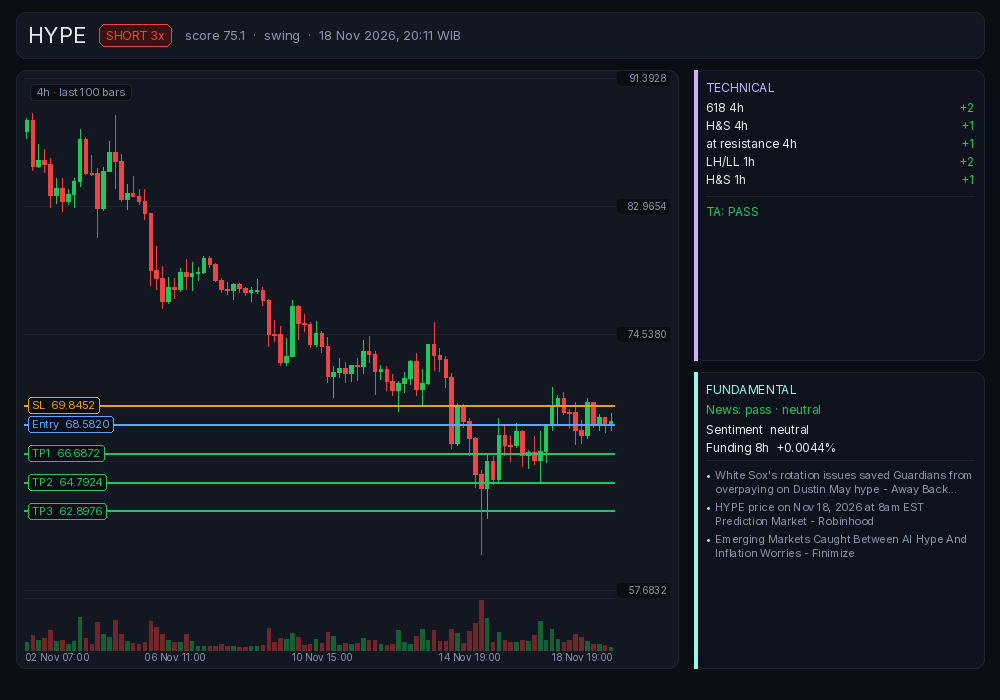 HYPE SHORT 3x score 75.1 · swing · 18 Nov 2026, 20:11 WIB
4h · last 100 bars
91.3928
82.9654
74.5380
SL 69.8452
Entry 68.5820
TP1 66.6872
TP2 64.7924
TP3 62.8976
57.6832
02 Nov 07:00 06 Nov 11:00 10 Nov 15:00 14 Nov 19:00 18 Nov 19:00
TECHNICAL
618 4h +2
H&S 4h +1
at resistance 4h +1
LH/LL 1h +2
H&S 1h +1
TA: PASS
FUNDAMENTAL
News: pass · neutral
Sentiment neutral
Funding 8h +0.0044%
• White Sox's rotation issues saved Guardians from
overpaying on Dustin May hype - Away Back...
• HYPE price on Nov 18, 2026 at 8am EST
Prediction Market - Robinhood
• Emerging Markets Caught Between AI Hype And
Inflation Worries - Finimize